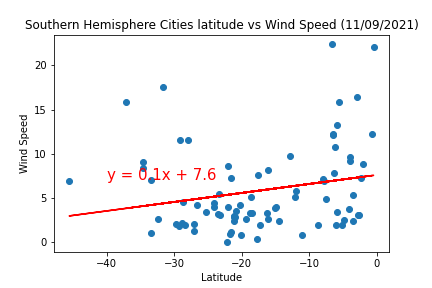 Southern Hemisphere Cities latitude vs Wind Speed (11/09/2021)
20
15
10
5
0
Wind Speed
y = 0.1x + 7.6
−40
−30
−20
−10
0
Latitude